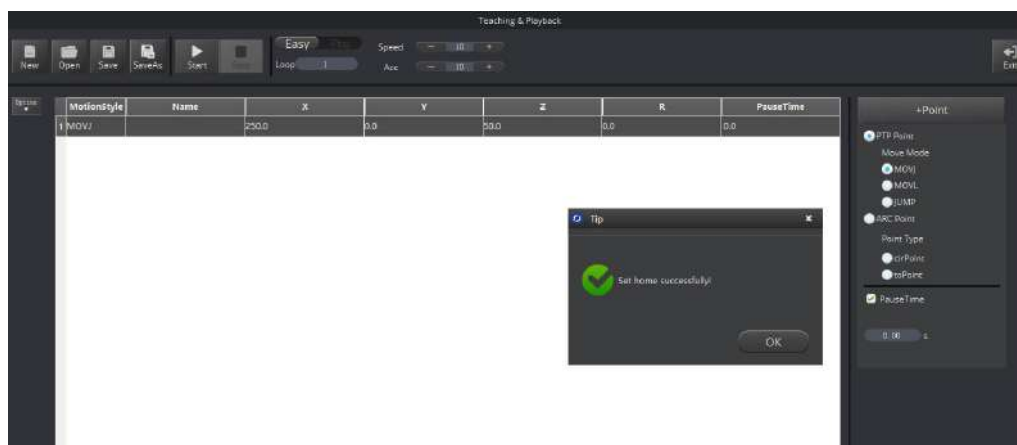 Teaching & Playback
New Open Save SaveAs Start
Easy
Loop 1
Speed - 10 +
Acc - 10 +
Exit
MotionStyle Name X Y Z R PauseTime
1 MOVJ 250.0 0.0 50.0 0.0 0.0
+Point
PTP Point
Move Mode
MOVJ
MOVL
JUMP
ARC Point
Point Type
cirPoint
toPoint
PauseTime
0.00 s
Tip
Set home successfully!
OK